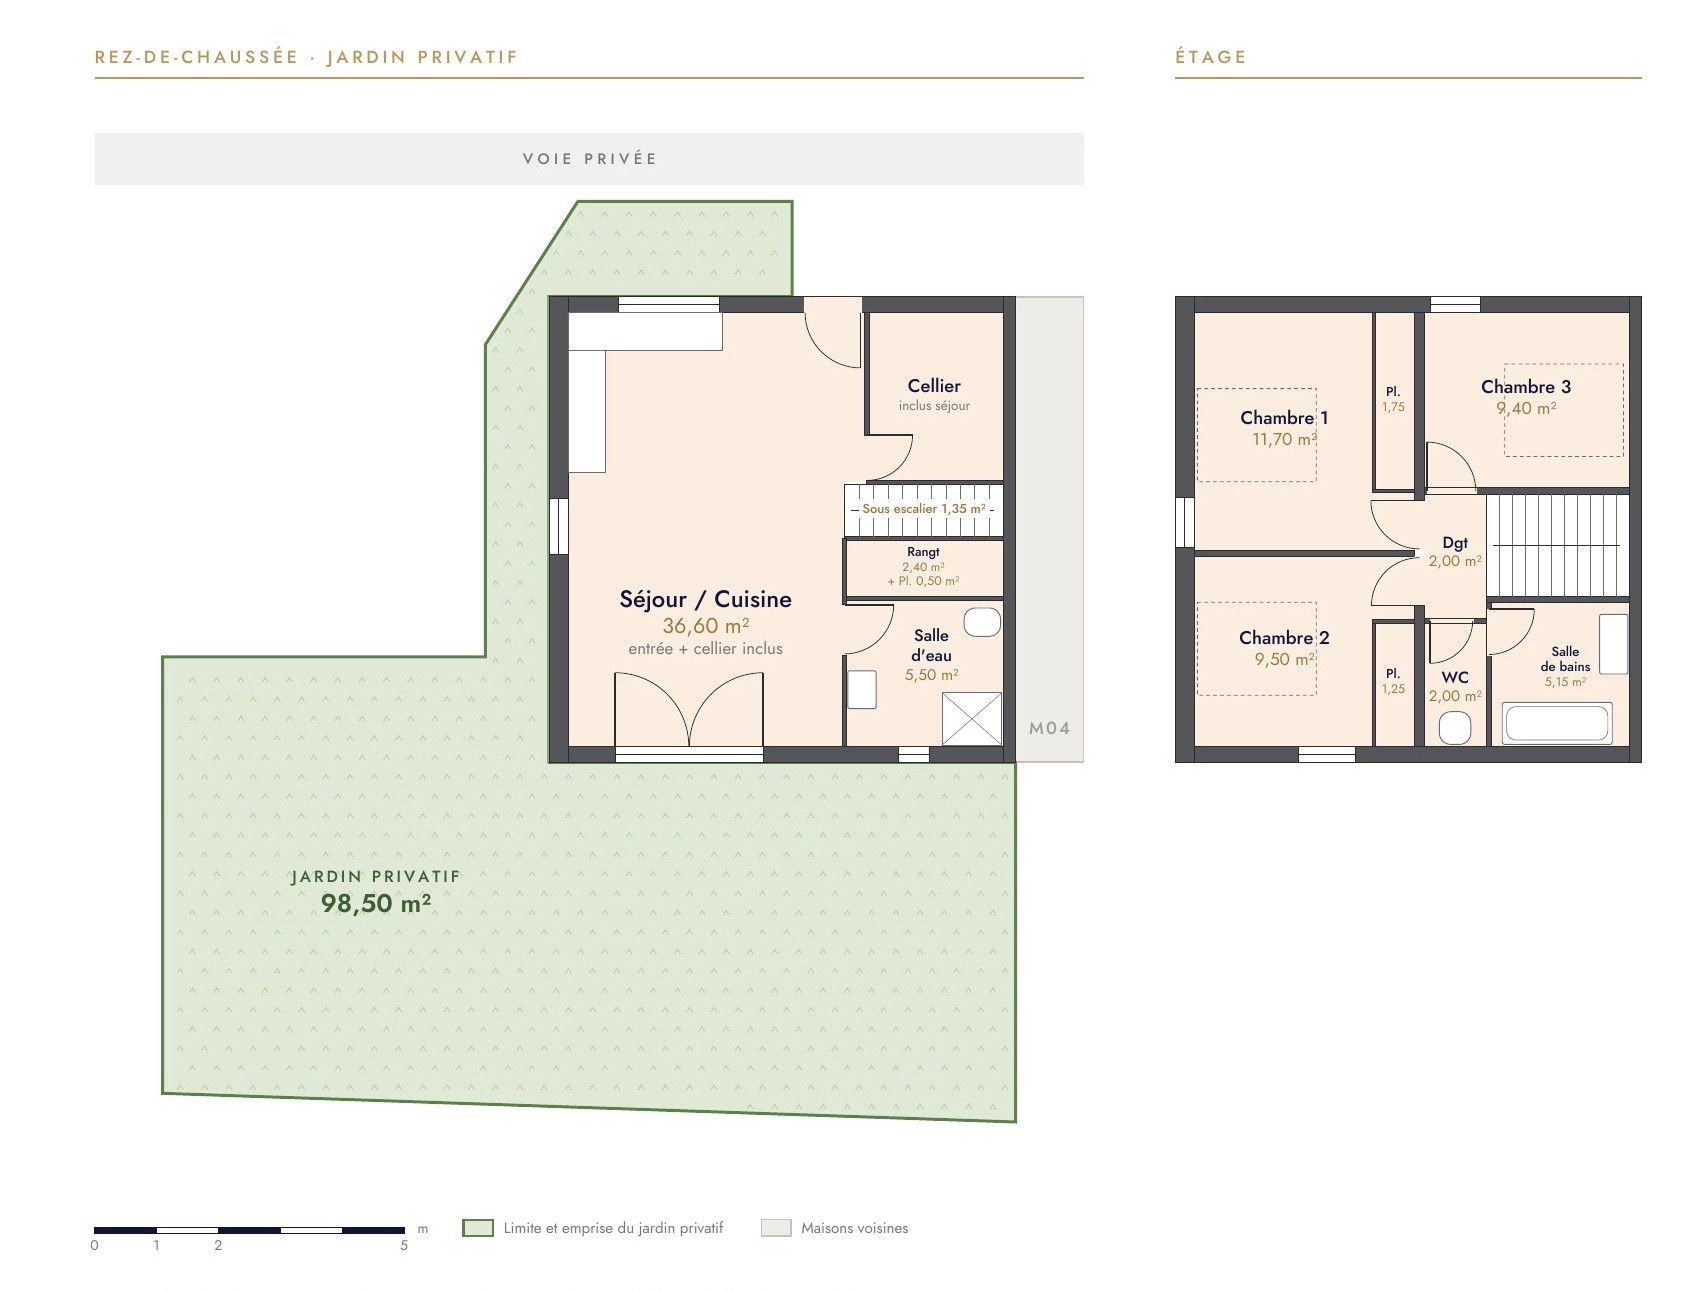 REZ-DE-CHAUSSÉE · JARDIN PRIVATIF
ÉTAGE
VOIE PRIVÉE
Cellier
inclus séjour
Sous escalier 1,35 m²
Rangt
2,40 m²
+ Pl. 0,50 m²
Séjour / Cuisine
36,60 m²
entrée + cellier inclus
Salle
d'eau
5,50 m²
M04
Chambre 1
11,70 m²
Pl.
1,75
Chambre 3
9,40 m²
Dgt
2,00 m²
Chambre 2
9,50 m²
Pl.
1,25
WC
2,00 m²
Salle
de bains
5,15 m²
JARDIN PRIVATIF
98,50 m²
0 1 2 5 m
Limite et emprise du jardin privatif
Maisons voisines